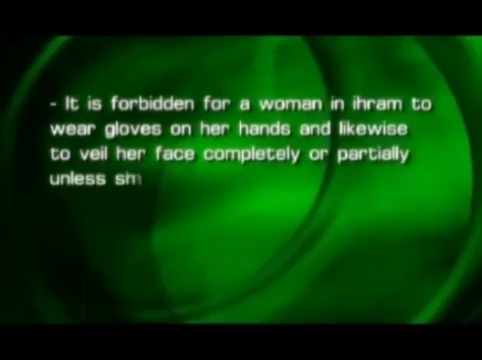 - It is forbidden for a woman in ihram to
wear gloves on her hands and likewise
to veil her face completely or partially
unless